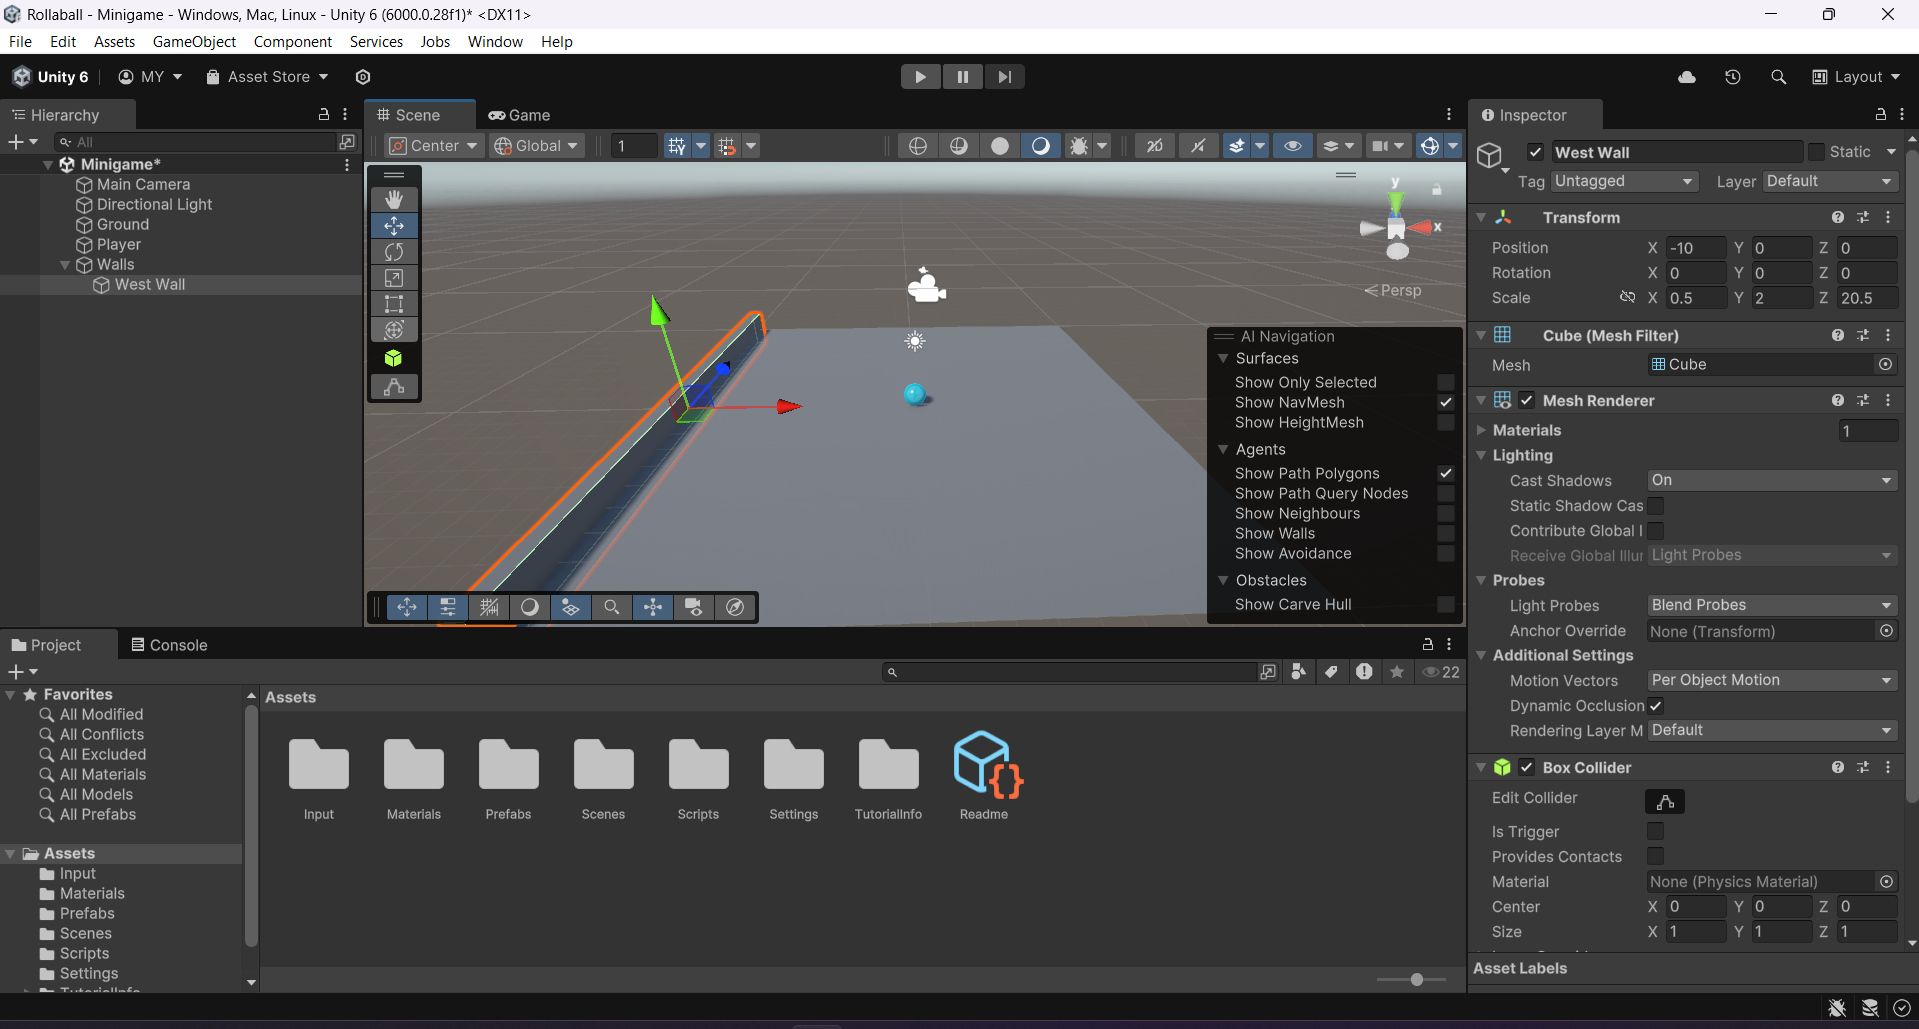 Rollaball - Minigame - Windows, Mac, Linux - Unity 6 (6000.0.28f1)* <DX11>
File Edit Assets GameObject Component Services Jobs Window Help
Unity 6 MY Asset Store Layout
Hierarchy
All
Minigame*
Main Camera
Directional Light
Ground
Player
Walls
West Wall
Scene Game
Center Global 1 2D
y
x
Persp
AI Navigation
Surfaces
Show Only Selected
Show NavMesh
Show HeightMesh
Agents
Show Path Polygons
Show Path Query Nodes
Show Neighbours
Show Walls
Show Avoidance
Obstacles
Show Carve Hull
Inspector
West Wall Static
Tag Untagged Layer Default
Transform
Position X -10 Y 0 Z 0
Rotation X 0 Y 0 Z 0
Scale X 0.5 Y 2 Z 20.5
Cube (Mesh Filter)
Mesh Cube
Mesh Renderer
Materials 1
Lighting
Cast Shadows On
Static Shadow Cas
Contribute Global I
Receive Global Illur Light Probes
Probes
Light Probes Blend Probes
Anchor Override None (Transform)
Additional Settings
Motion Vectors Per Object Motion
Dynamic Occlusion
Rendering Layer M Default
Box Collider
Edit Collider
Is Trigger
Provides Contacts
Material None (Physics Material)
Center X 0 Y 0 Z 0
Size X 1 Y 1 Z 1
Asset Labels
Project Console
22
Favorites
All Modified
All Conflicts
All Excluded
All Materials
All Models
All Prefabs
Assets
Input
Materials
Prefabs
Scenes
Scripts
Settings
Assets
Input Materials Prefabs Scenes Scripts Settings TutorialInfo Readme